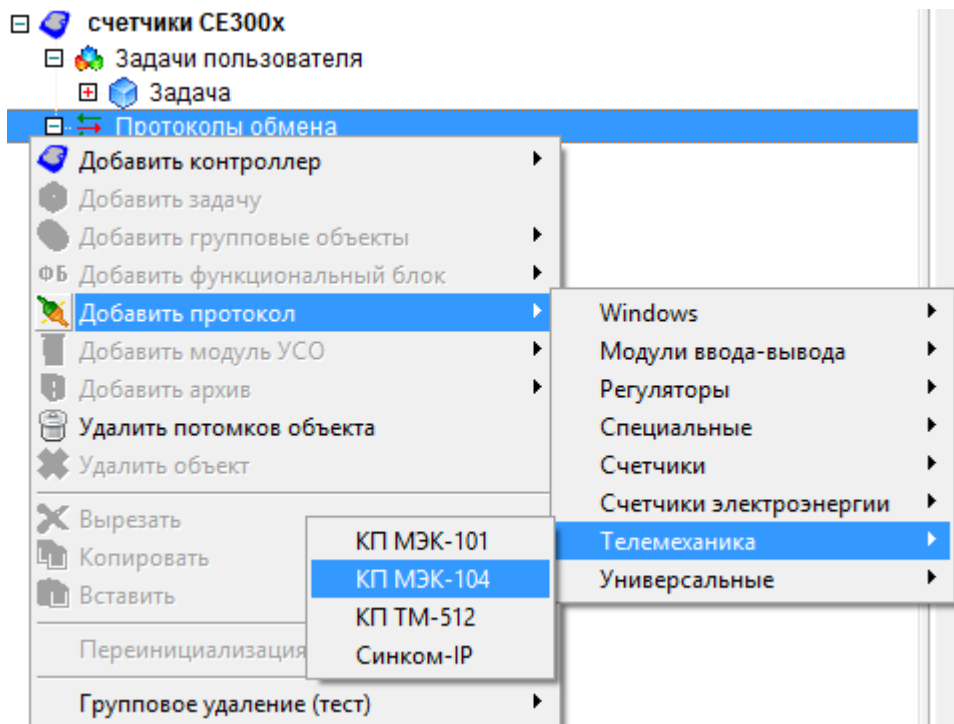 счетчики CE300x
Задачи пользователя
Задача
Протоколы обмена
Добавить контроллер
Добавить задачу
Добавить групповые объекты
ФБ Добавить функциональный блок
Добавить протокол
Добавить модуль УСО
Добавить архив
Удалить потомков объекта
Удалить объект
Вырезать
Копировать
Вставить
Переинициализация
Групповое удаление (тест)
Windows
Модули ввода-вывода
Регуляторы
Специальные
Счетчики
Счетчики электроэнергии
Телемеханика
Универсальные
КП МЭК-101
КП МЭК-104
КП ТМ-512
Синком-IP